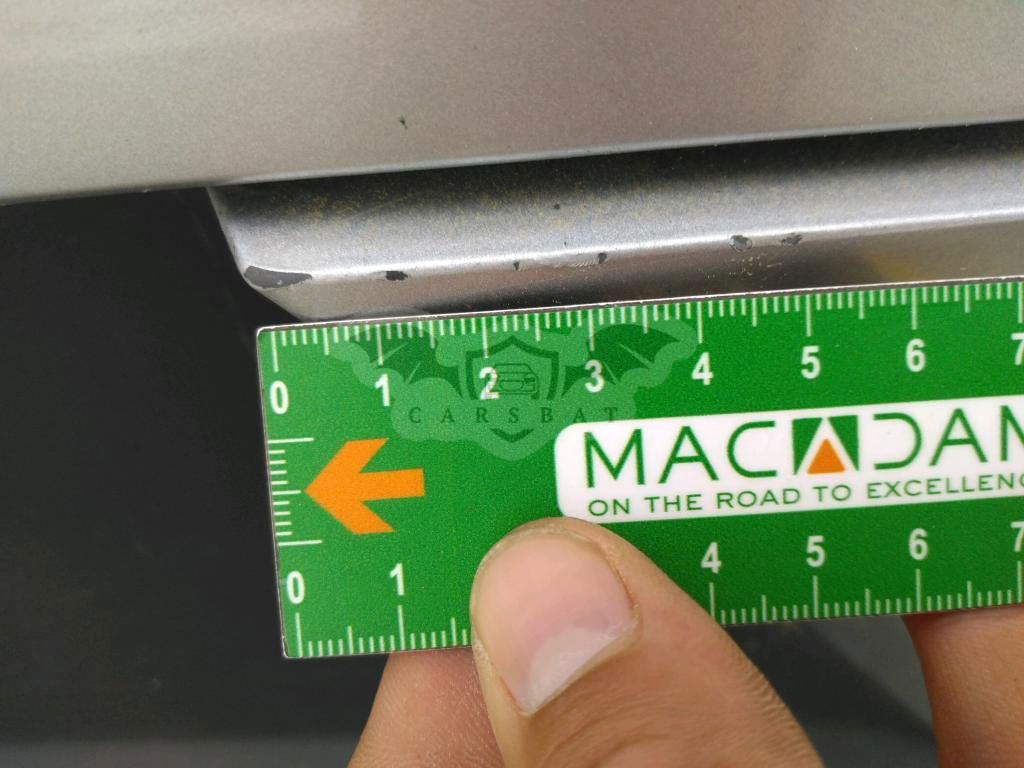 0 1 2 3 4 5 6 7
CARSBAT
MACADAM
ON THE ROAD TO EXCELLENC
0 1 4 5 6 7